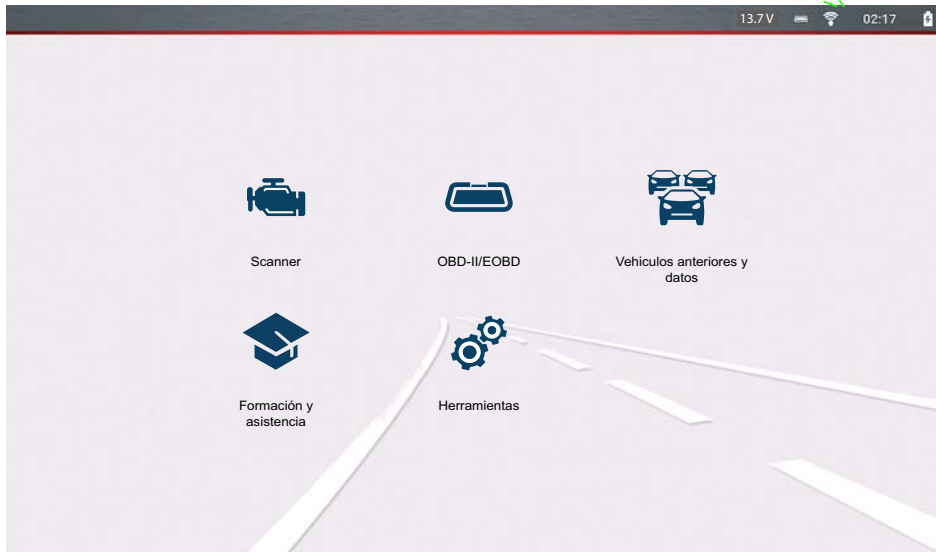 13.7 V 02:17
Scanner
OBD-II/EOBD
Vehiculos anteriores y
datos
Formación y
asistencia
Herramientas